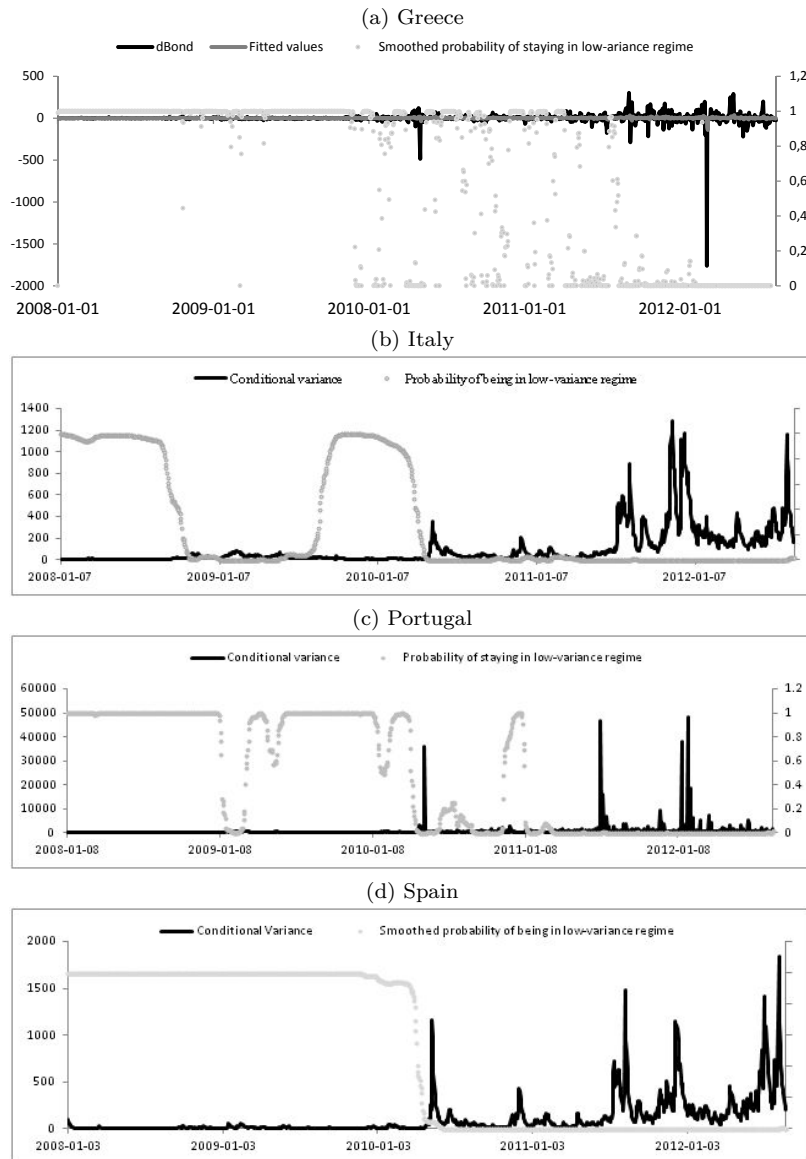 (a) Greece
dBond Fitted values Smoothed probability of staying in low-ariance regime
500 1,2
0 1
-500 0,8
0,6
-1000 0,4
-1500 0,2
-2000 0
2008-01-01 2009-01-01 2010-01-01 2011-01-01 2012-01-01
(b) Italy
Conditional variance Probability of being in low-variance regime
1400
1200
1000
800
600
400
200
0
2008-01-07 2009-01-07 2010-01-07 2011-01-07 2012-01-07
(c) Portugal
Conditional variance Probability of staying in low-variance regime
60000 1.2
50000 1
40000 0.8
30000 0.6
20000 0.4
10000 0.2
0 0
2008-01-08 2009-01-08 2010-01-08 2011-01-08 2012-01-08
(d) Spain
Conditional Variance Smoothed probability of being in low-variance regime
2000
1500
1000
500
0
2008-01-03 2009-01-03 2010-01-03 2011-01-03 2012-01-03